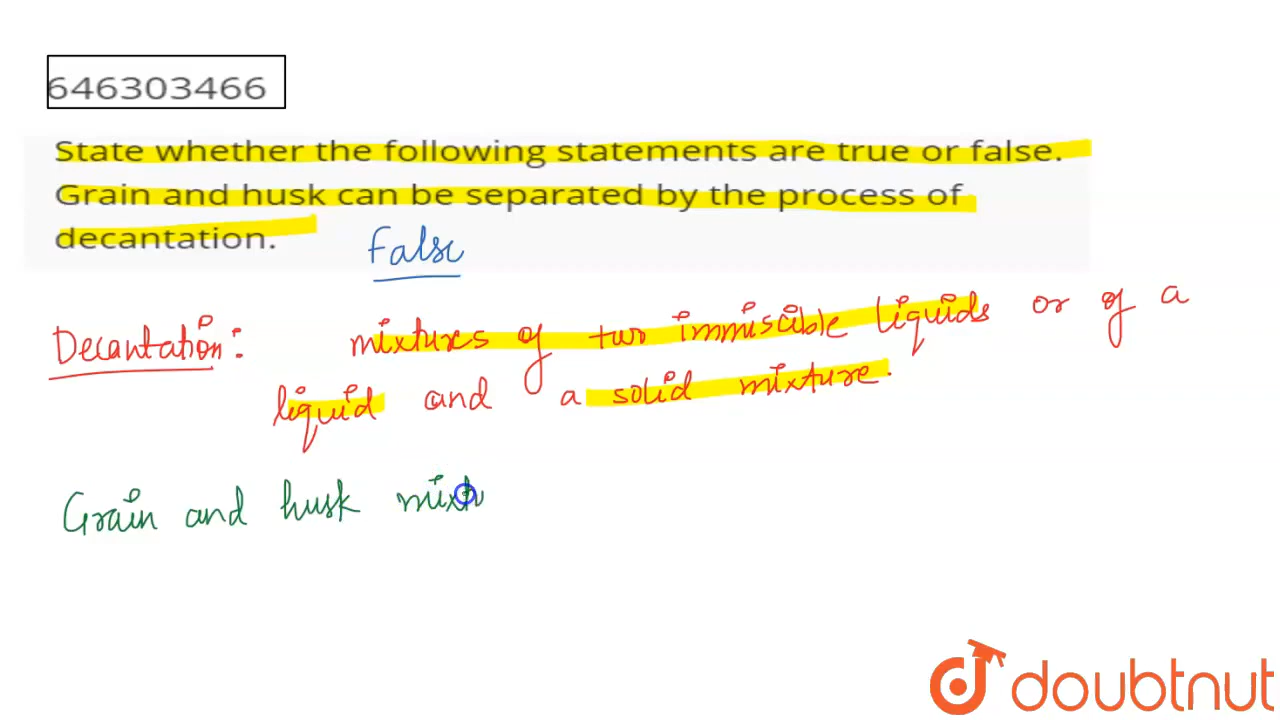 646303466
State whether the following statements are true or false.
Grain and husk can be separated by the process of
decantation.
False
Decantation: mixtures of two immiscible liquids or of a
liquid and a solid mixture.
Grain and husk mixtu
doubtnut